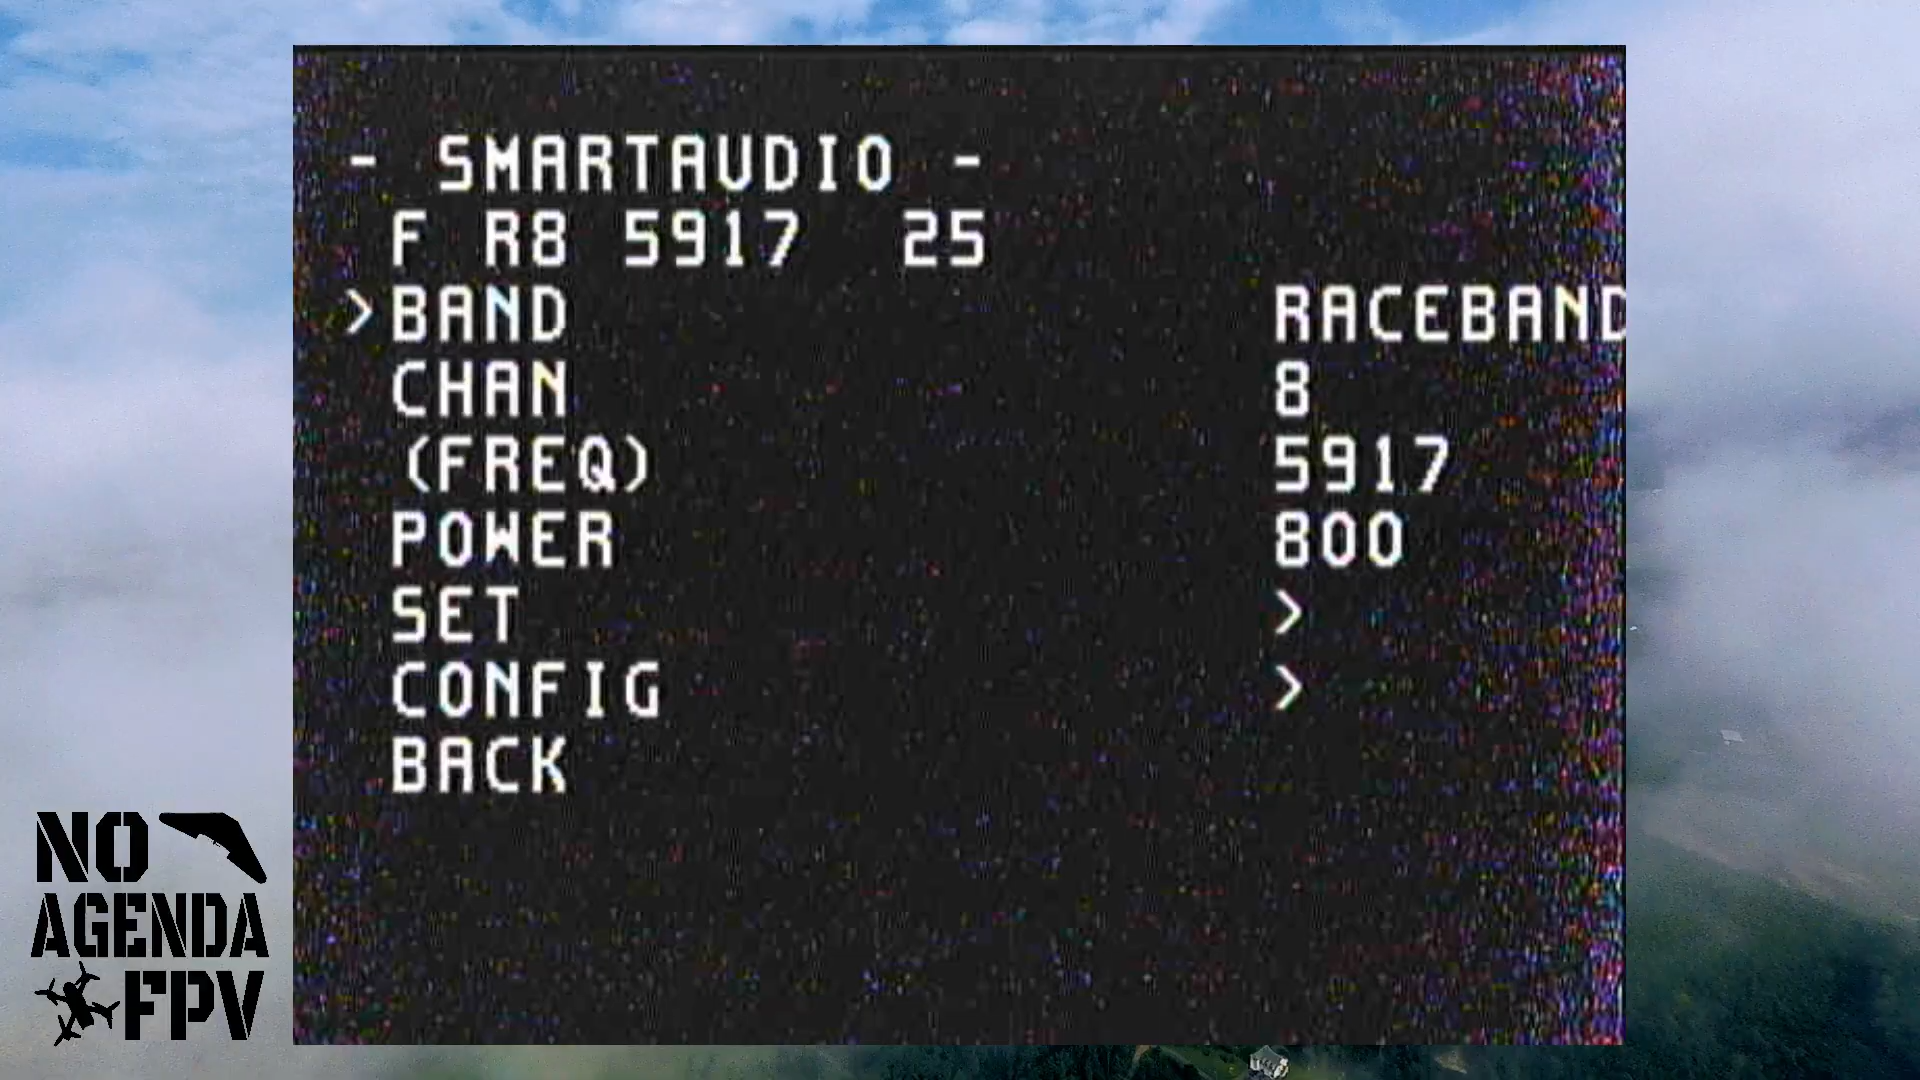 - SMARTAUDIO -
F R8 5917 25
>BAND RACEBAND
CHAN 8
(FREQ) 5917
POWER 800
SET >
CONFIG >
BACK
NO
AGENDA
FPV